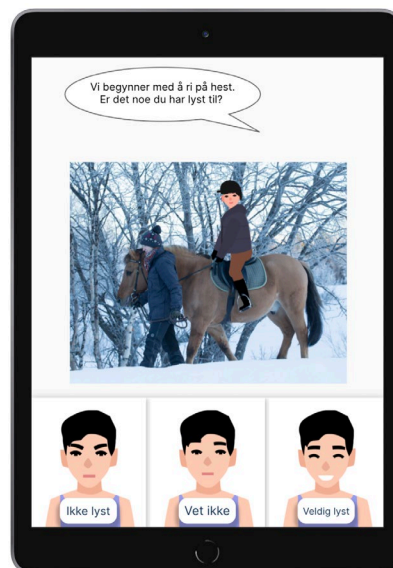 Vi begynner med å ri på hest.
Er det noe du har lyst til?
Ikke lyst
Vet ikke
Veldig lyst